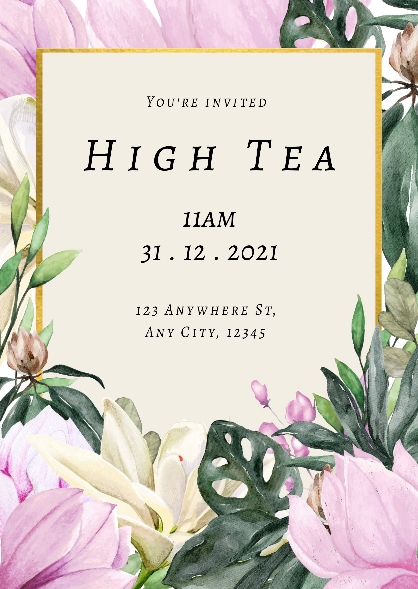 You're invited
High Tea
11AM
31 . 12 . 2021
123 Anywhere St,
Any City, 12345